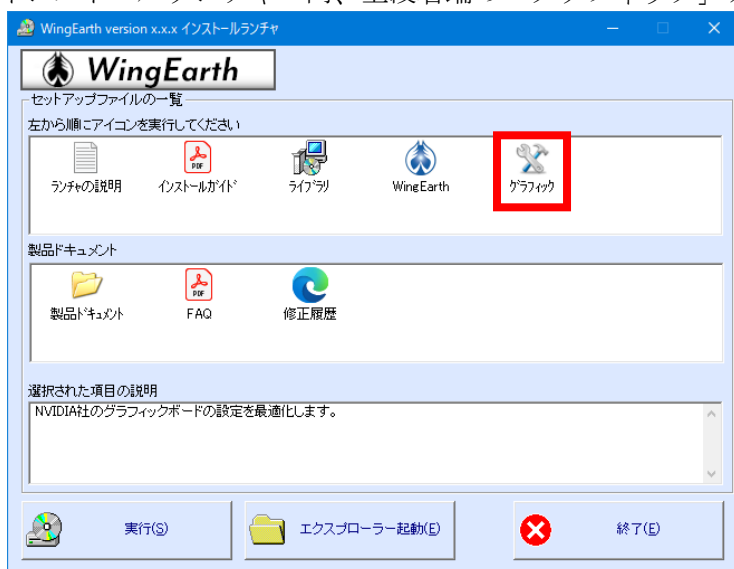 WingEarth version x.x.x インストールランチャ
WingEarth
セットアップファイルの一覧
左から順にアイコンを実行してください
ランチャの説明 インストールガイド ライブラリ WingEarth グラフィック
製品ドキュメント
製品ドキュメント FAQ 修正履歴
選択された項目の説明
NVIDIA社のグラフィックボードの設定を最適化します。
実行(S) エクスプローラー起動(E) 終了(E)